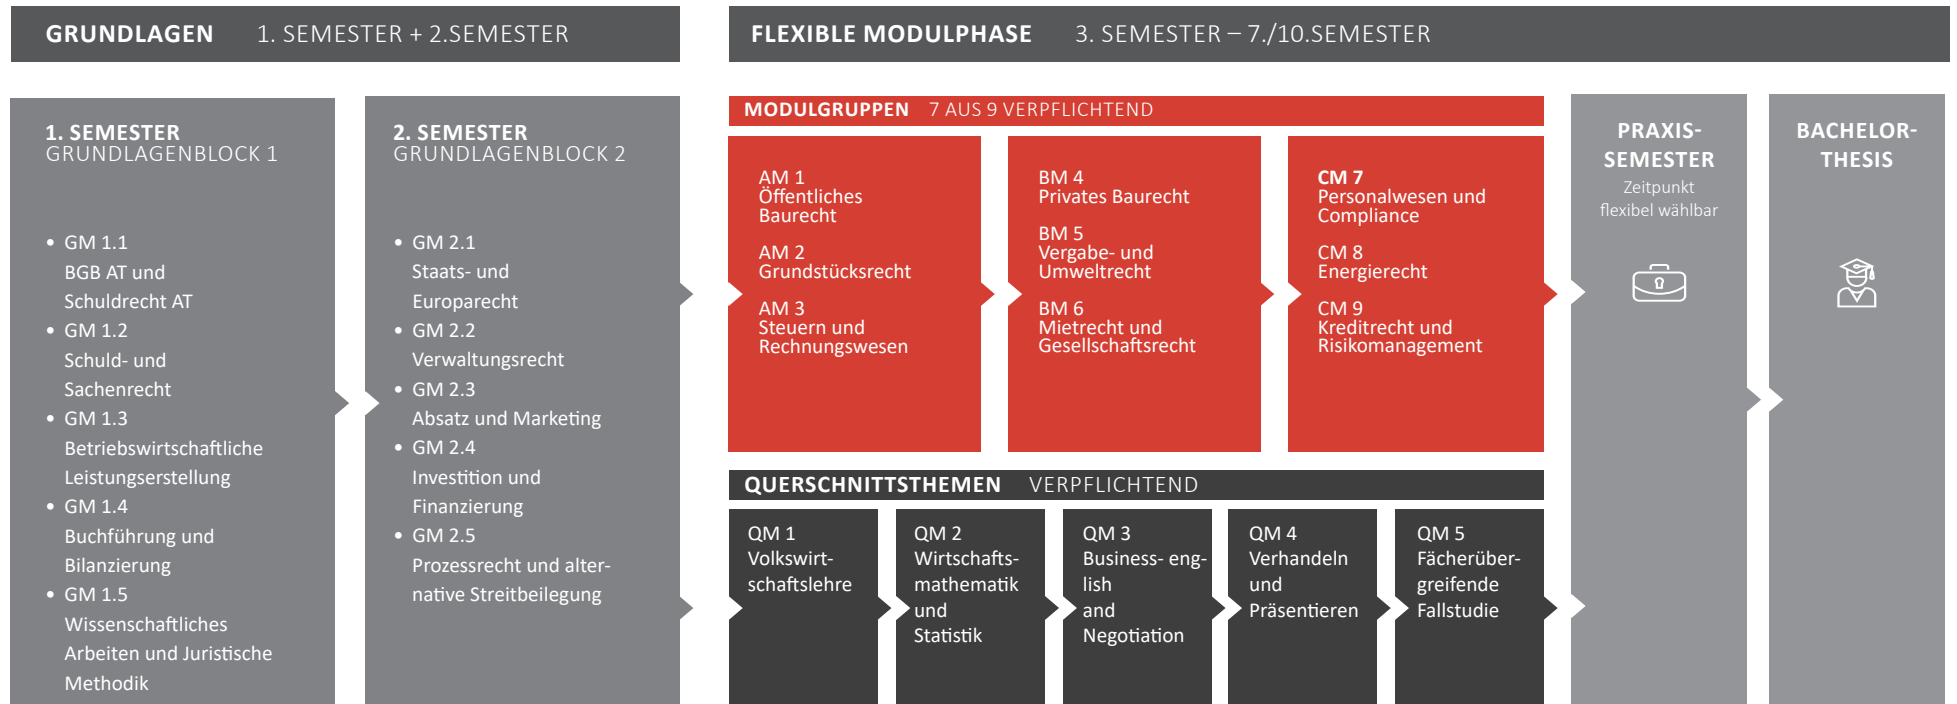 GRUNDLAGEN 1. SEMESTER + 2.SEMESTER
FLEXIBLE MODULPHASE 3. SEMESTER – 7./10.SEMESTER
1. SEMESTER
GRUNDLAGENBLOCK 1
• GM 1.1
BGB AT und
Schuldrecht AT
• GM 1.2
Schuld- und
Sachenrecht
• GM 1.3
Betriebswirtschaftliche
Leistungserstellung
• GM 1.4
Buchführung und
Bilanzierung
• GM 1.5
Wissenschaftliches
Arbeiten und Juristische
Methodik
2. SEMESTER
GRUNDLAGENBLOCK 2
• GM 2.1
Staats- und
Europarecht
• GM 2.2
Verwaltungsrecht
• GM 2.3
Absatz und Marketing
• GM 2.4
Investition und
Finanzierung
• GM 2.5
Prozessrecht und alter-
native Streitbeilegung
MODULGRUPPEN 7 AUS 9 VERPFLICHTEND
AM 1
Öffentliches
Baurecht
AM 2
Grundstücksrecht
AM 3
Steuern und
Rechnungswesen
BM 4
Privates Baurecht
BM 5
Vergabe- und
Umweltrecht
BM 6
Mietrecht und
Gesellschaftsrecht
CM 7
Personalwesen und
Compliance
CM 8
Energierecht
CM 9
Kreditrecht und
Risikomanagement
QUERSCHNITTSTHEMEN VERPFLICHTEND
QM 1
Volkswirt-
schaftslehre
QM 2
Wirtschafts-
mathematik
und
Statistik
QM 3
Business- eng-
lish
and
Negotiation
QM 4
Verhandeln
und
Präsentieren
QM 5
Fächerüber-
greifende
Fallstudie
PRAXIS-
SEMESTER
Zeitpunkt
flexibel wählbar
BACHELOR-
THESIS